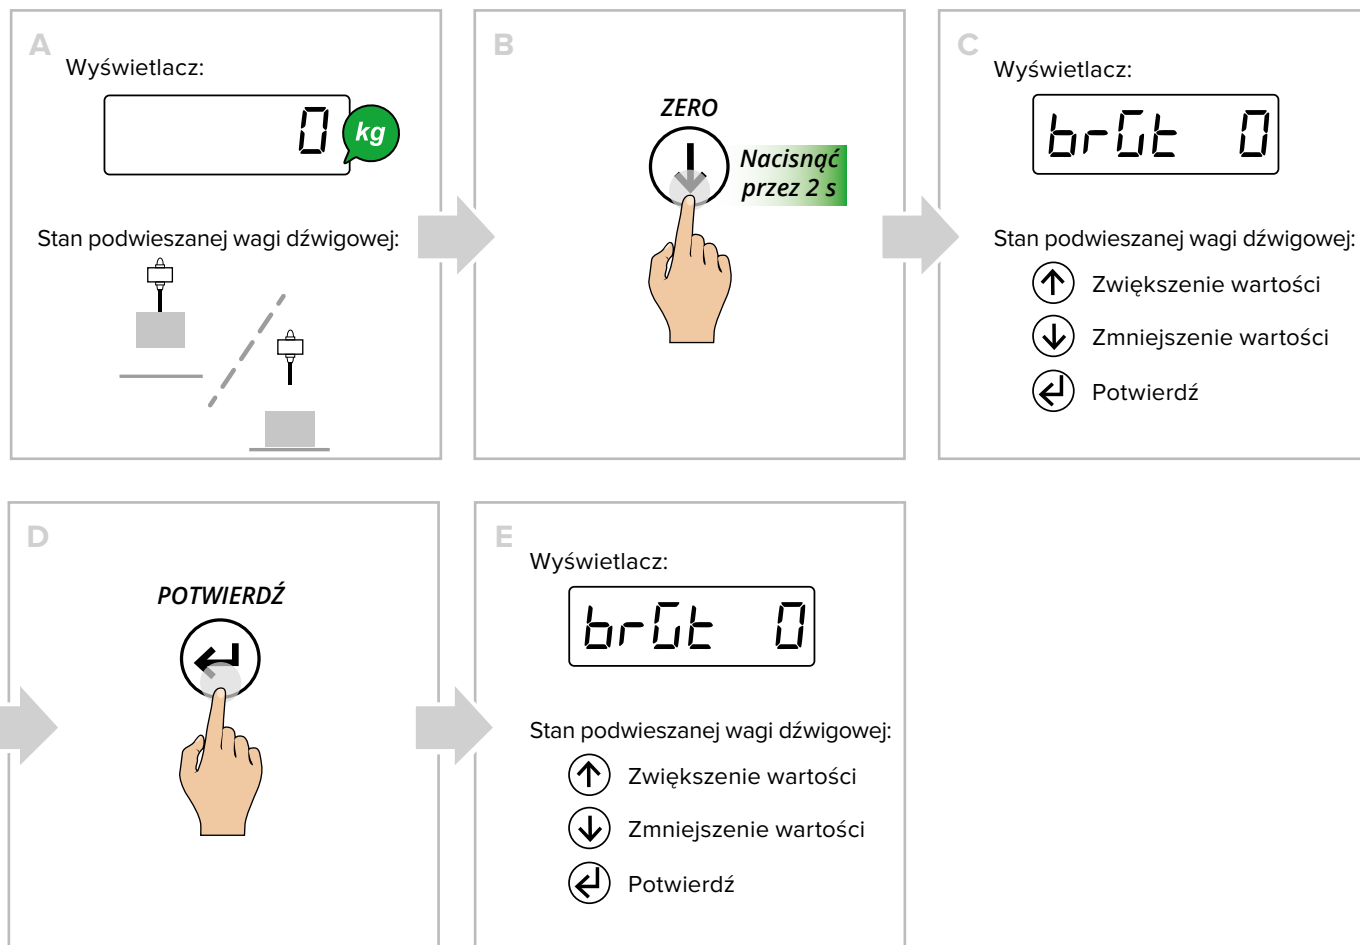 A
Wyświetlacz:
0
kg
Stan podwieszanej wagi dźwigowej:
B
ZERO
Nacisnąć
przez 2 s
C
Wyświetlacz:
brGt 0
Stan podwieszanej wagi dźwigowej:
Zwiększenie wartości
Zmniejszenie wartości
Potwierdź
D
POTWIERDŹ
E
Wyświetlacz:
brGt 0
Stan podwieszanej wagi dźwigowej:
Zwiększenie wartości
Zmniejszenie wartości
Potwierdź